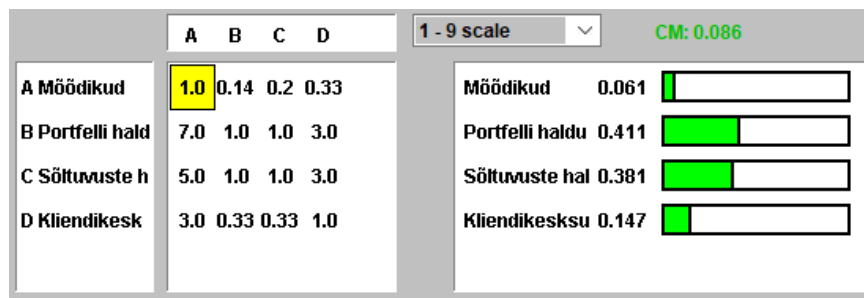 A B C D 1 - 9 scale CM: 0.086
A Mõõdikud 1.0 0.14 0.2 0.33 Mõõdikud 0.061
B Portfelli hald 7.0 1.0 1.0 3.0 Portfelli haldu 0.411
C Sõltuvuste h 5.0 1.0 1.0 3.0 Sõltuvuste hal 0.381
D Kliendikesk 3.0 0.33 0.33 1.0 Kliendikesksu 0.147